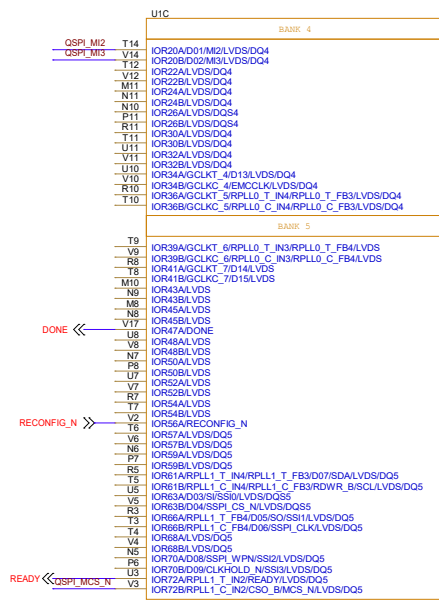 U1C
BANK 4
QSPI_MI2 T14 IOR20A/D01/MI2/LVDS/DQ4
QSPI_MI3 V14 IOR20B/D02/MI3/LVDS/DQ4
T12 IOR22A/LVDS/DQ4
V12 IOR22B/LVDS/DQ4
M11 IOR24A/LVDS/DQ4
N11 IOR24B/LVDS/DQ4
N10 IOR26A/LVDS/DQS4
P11 IOR26B/LVDS/DQS4
R11 IOR30A/LVDS/DQ4
T11 IOR30B/LVDS/DQ4
U11 IOR32A/LVDS/DQ4
V11 IOR32B/LVDS/DQ4
U10 IOR34A/GCLKT_4/D13/LVDS/DQ4
V10 IOR34B/GCLKC_4/EMCCLK/LVDS/DQ4
R10 IOR36A/GCLKT_5/RPLL0_T_IN4/RPLL0_T_FB3/LVDS/DQ4
T10 IOR36B/GCLKC_5/RPLL0_C_IN4/RPLL0_C_FB3/LVDS/DQ4
BANK 5
T9 IOR39A/GCLKT_6/RPLL0_T_IN3/RPLL0_T_FB4/LVDS
V9 IOR39B/GCLKC_6/RPLL0_C_IN3/RPLL0_C_FB4/LVDS
R8 IOR41A/GCLKT_7/D14/LVDS
T8 IOR41B/GCLKC_7/D15/LVDS
M10 IOR43A/LVDS
N9 IOR43B/LVDS
M8 IOR45A/LVDS
N8 IOR45B/LVDS
DONE V17 IOR47A/DONE
U8 IOR48A/LVDS
V8 IOR48B/LVDS
N7 IOR50A/LVDS
P8 IOR50B/LVDS
U7 IOR52A/LVDS
V7 IOR52B/LVDS
R7 IOR54A/LVDS
T7 IOR54B/LVDS
RECONFIG_N V2 IOR56A/RECONFIG_N
T6 IOR57A/LVDS/DQ5
V6 IOR57B/LVDS/DQ5
N6 IOR59A/LVDS/DQ5
P7 IOR59B/LVDS/DQ5
R5 IOR61A/RPLL1_T_IN4/RPLL1_T_FB3/D07/SDA/LVDS/DQ5
T5 IOR61B/RPLL1_C_IN4/RPLL1_C_FB3/RDWR_B/SCL/LVDS/DQ5
U5 IOR63A/D03/SI/SSI0/LVDS/DQS5
V5 IOR63B/D04/SSPI_CS_N/LVDS/DQS5
R3 IOR66A/RPLL1_T_FB4/D05/SO/SSI1/LVDS/DQ5
T3 IOR66B/RPLL1_C_FB4/D06/SSPI_CLK/LVDS/DQ5
T4 IOR68A/LVDS/DQ5
V4 IOR68B/LVDS/DQ5
N5 IOR70A/D08/SSPI_WPN/SSI2/LVDS/DQ5
P6 IOR70B/D09/CLKHOLD_N/SSI3/LVDS/DQ5
READY U3 IOR72A/RPLL1_T_IN2/READY/LVDS/DQ5
QSPI_MCS_N V3 IOR72B/RPLL1_C_IN2/CSO_B/MCS_N/LVDS/DQ5